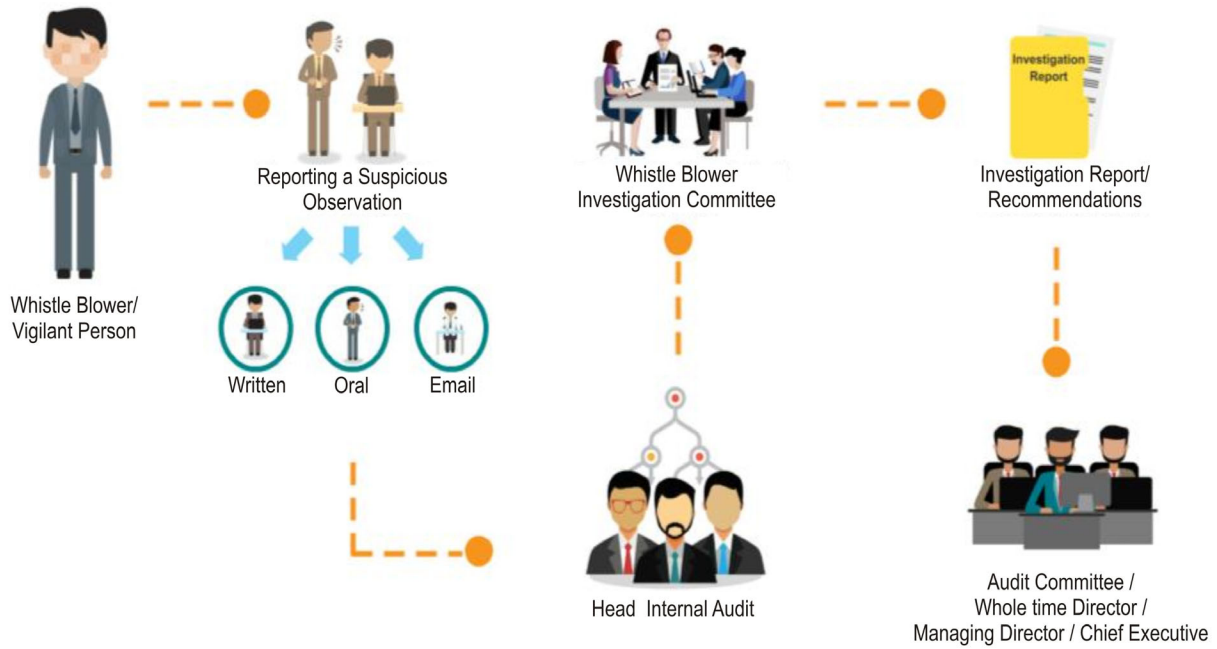 Whistle Blower/
Vigilant Person
Reporting a Suspicious
Observation
Written
Oral
Email
Head Internal Audit
Whistle Blower
Investigation Committee
Investigation
Report
Investigation Report/
Recommendations
Audit Committee /
Whole time Director /
Managing Director / Chief Executive